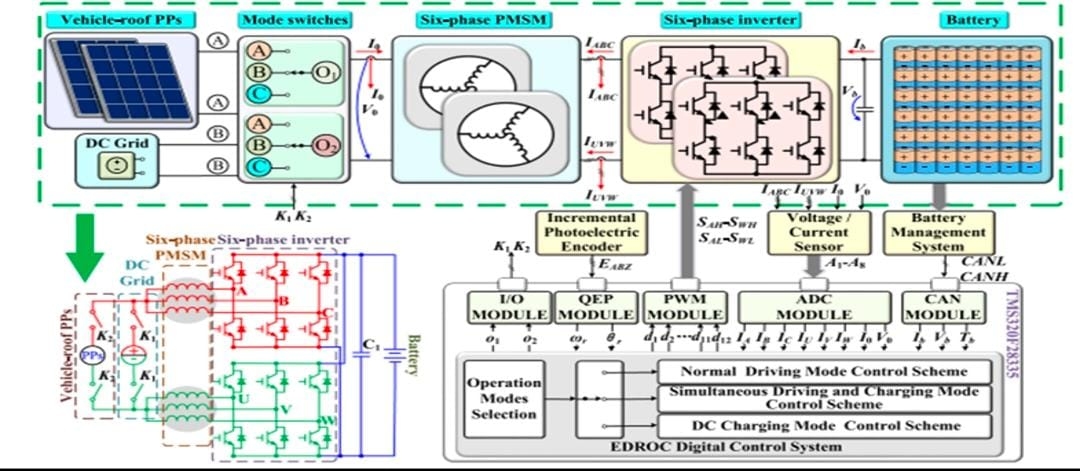 Vehicle-roof PPs
Mode switches
Six-phase PMSM
Six-phase inverter
Battery
A
A
B
B
DC Grid
A
B
C
O1
A
B
C
O2
K1 K2
I0
I0
V0
IABC
IABC
IUVW
IUVW
Ib
Vb
IABC IUVW I0 V0
SAH-SWH
SAL-SWL
Incremental
Photoelectric
Encoder
Voltage /
Current
Sensor
Battery
Management
System
K1 K2
EABZ
A1-A8
CANL
CANH
I/O
MODULE
QEP
MODULE
PWM
MODULE
ADC
MODULE
CAN
MODULE
TMS320F28335
o1 o2 ωr θr d1 d2 ··· d11 d12 IA IB IC IU IV IW I0 V0 Ib Vb Tb
Operation
Modes
Selection
Normal Driving Mode Control Scheme
Simultaneous Driving and Charging Mode
Control Scheme
DC Charging Mode Control Scheme
EDROC Digital Control System
Six-phase
PMSM
Six-phase inverter
DC
Grid
Vehicle-roof PPs
K2
K1
PPs
K2
K1
A
B
C
U
V
W
C1
Battery